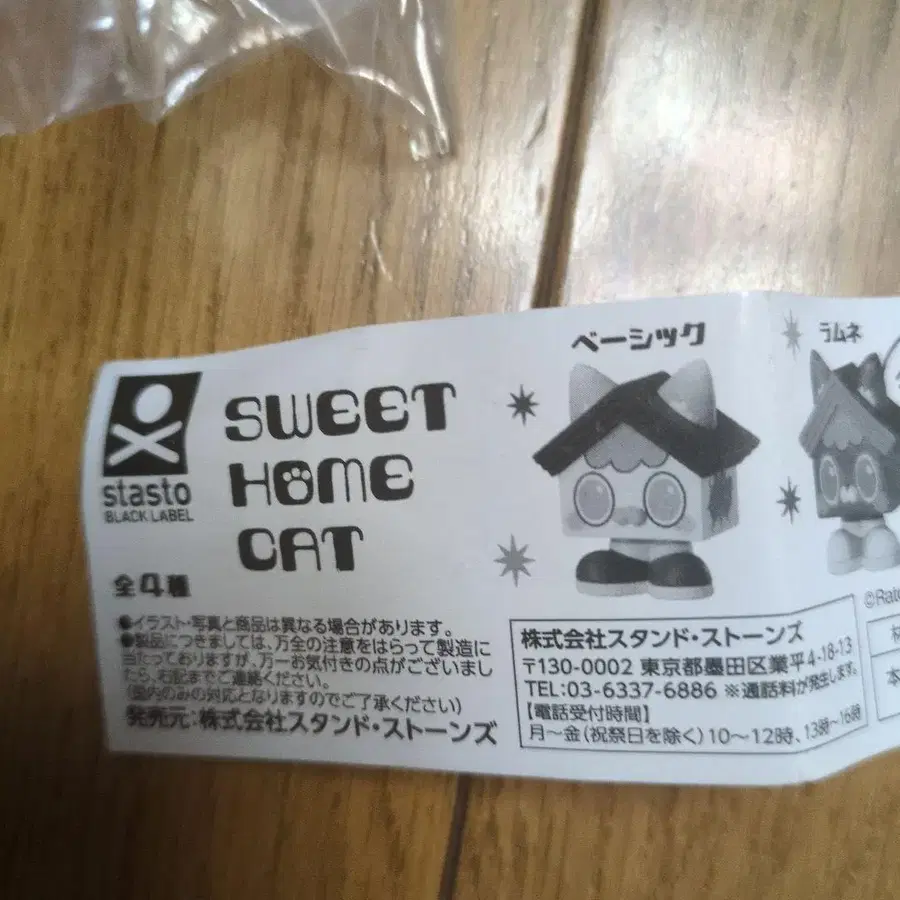 stasto
BLACK LABEL
SWEET
HOME
CAT
全4種
●イラスト・写真と商品は異なる場合があります。
●製品につきましては、万全の注意をはらって製造に
当たっておりますが、万一お気付きの点がございまし
たら、右記までご連絡ください。
(国内のみの対応となりますのでご了承ください)
発売元:株式会社スタンド・ストーンズ
ベーシック
ラムネ
株式会社スタンド・ストーンズ
〒130-0002 東京都墨田区業平4-18-13
TEL:03-6337-6886 ※通話料が発生します。
【電話受付時間】
月~金(祝祭日を除く)10~12時、13時~16時